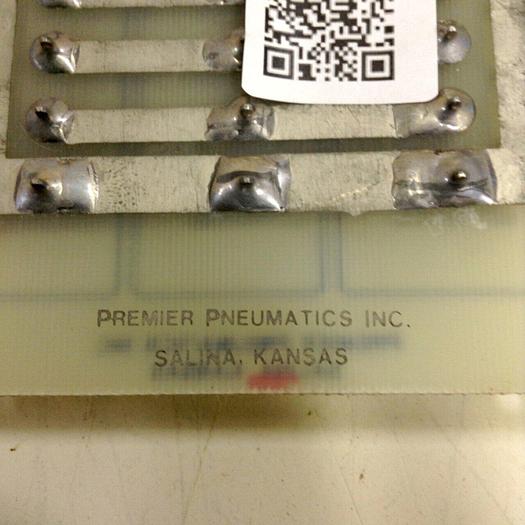 PREMIER PNEUMATICS INC.
SALINA, KANSAS